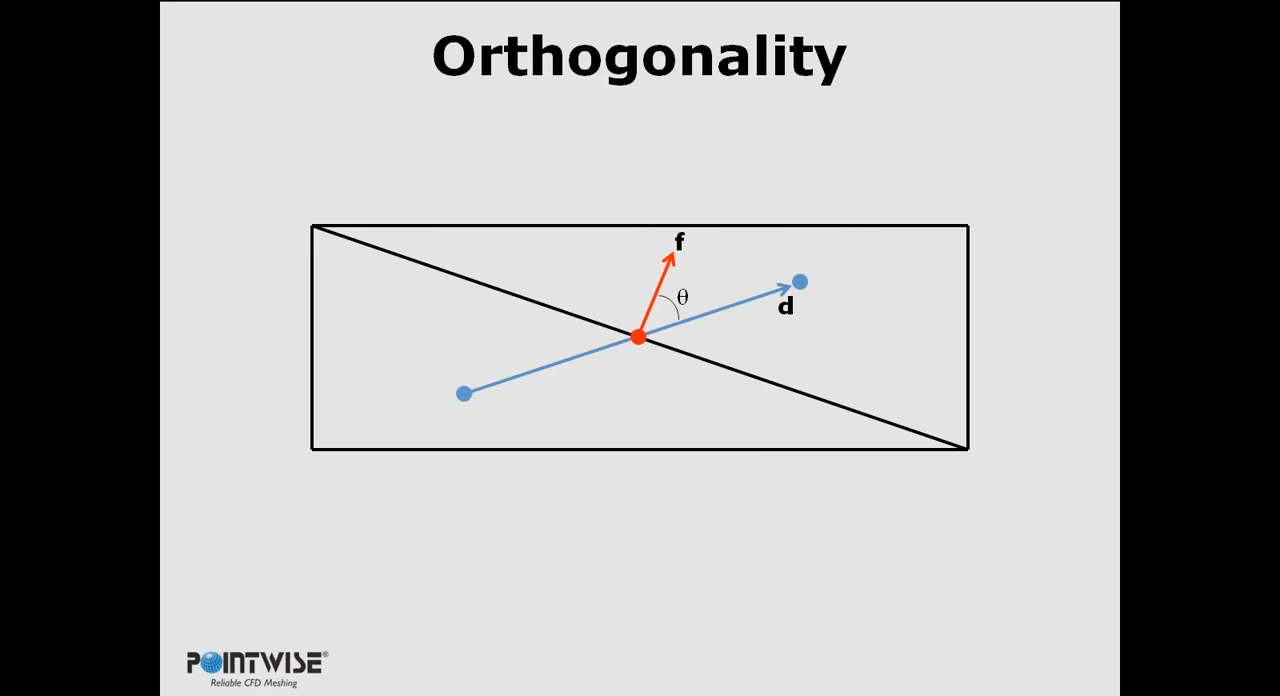 Orthogonality
f
θ
d
POINTWISE®
Reliable CFD Meshing